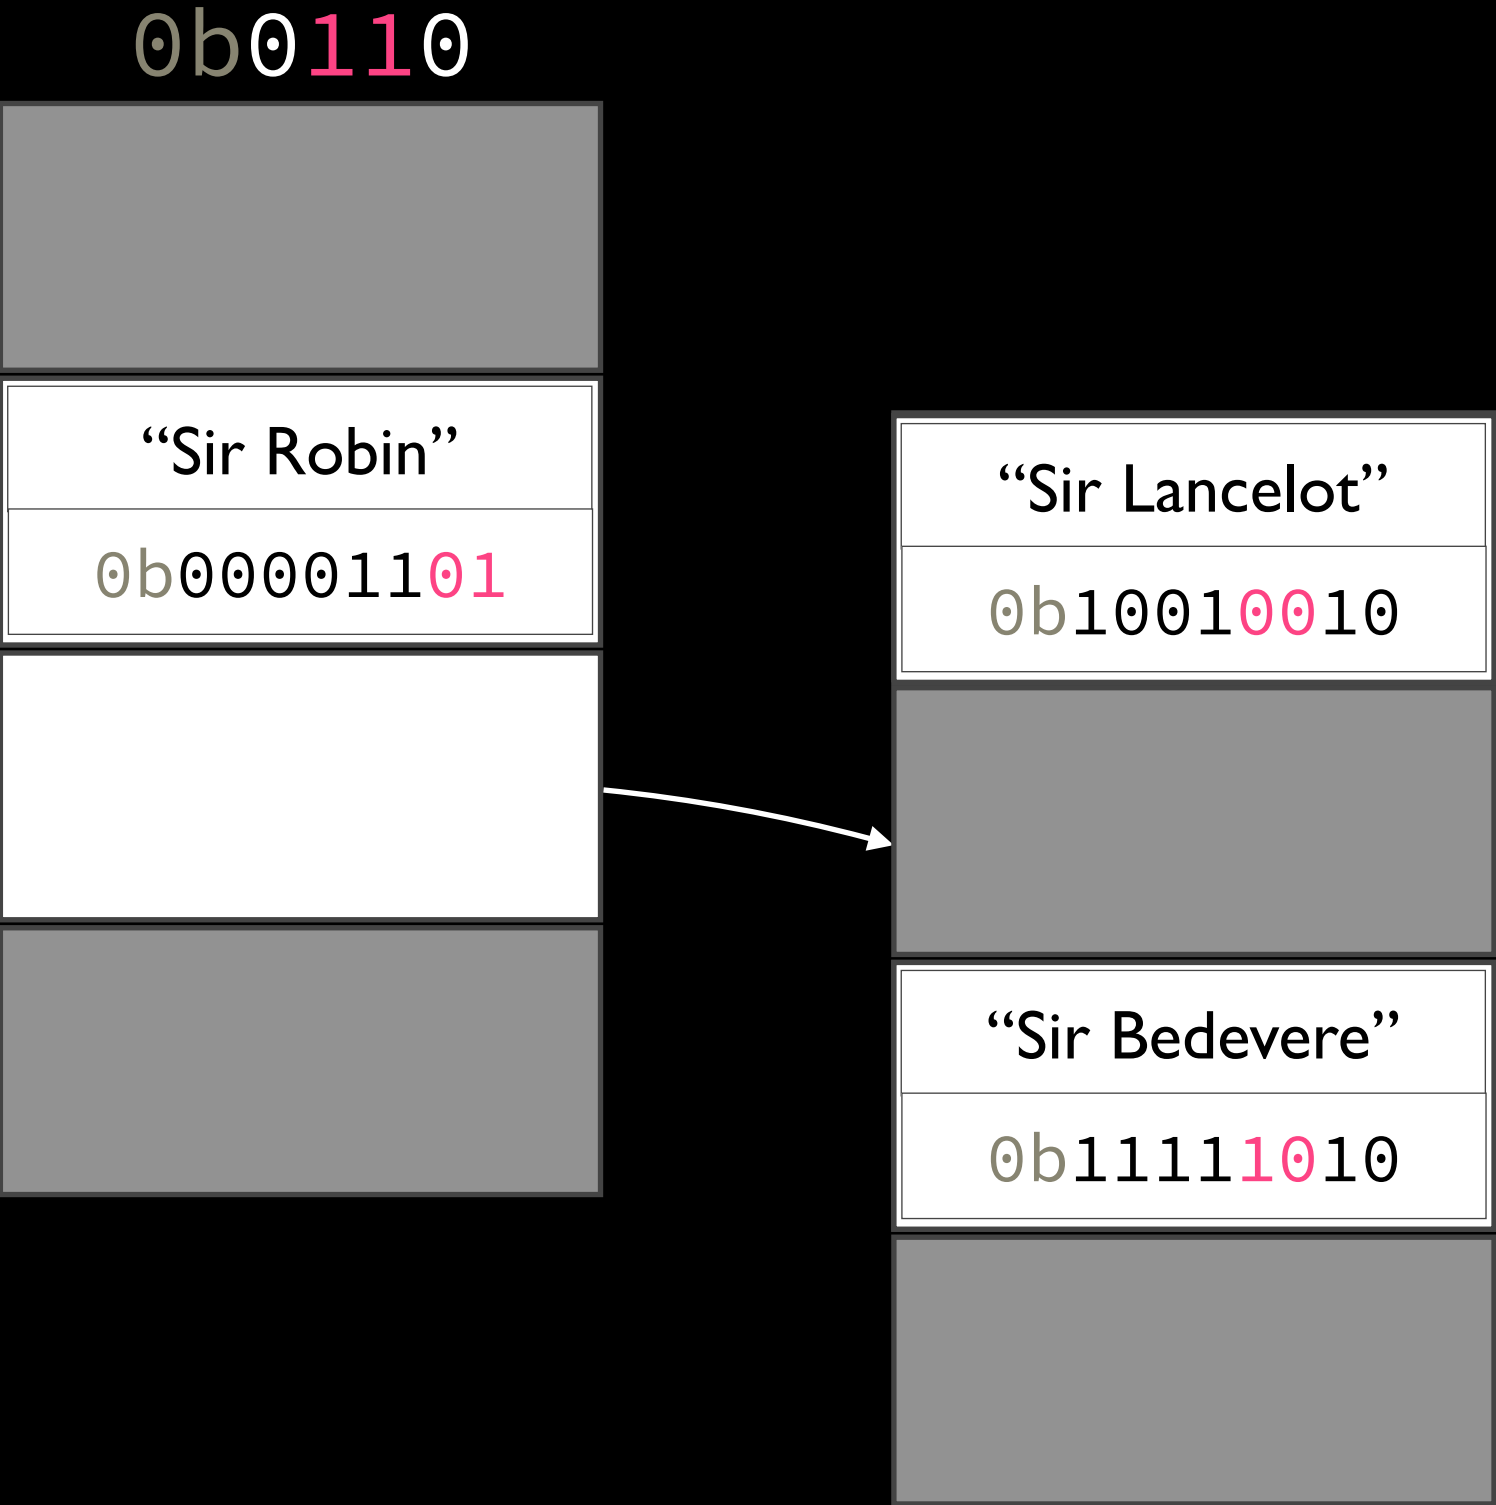 0b0110
“Sir Robin”
0b00001101
“Sir Lancelot”
0b10010010
“Sir Bedevere”
0b11111010